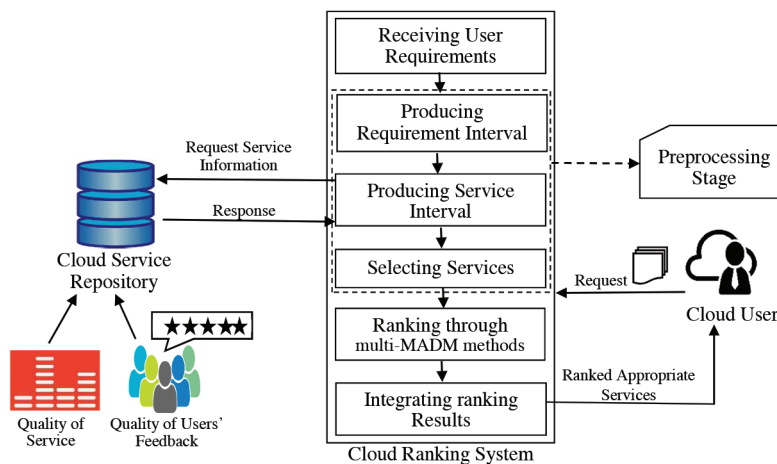 Receiving User
Requirements
Producing
Requirement Interval
Request Service
Information
Preprocessing
Stage
Producing Service
Interval
Response
Cloud Service
Repository
Selecting Services
Request
Cloud User
Ranking through
multi-MADM methods
Ranked Appropriate
Services
Integrating ranking
Results
Quality of
Service
Quality of Users'
Feedback
Cloud Ranking System